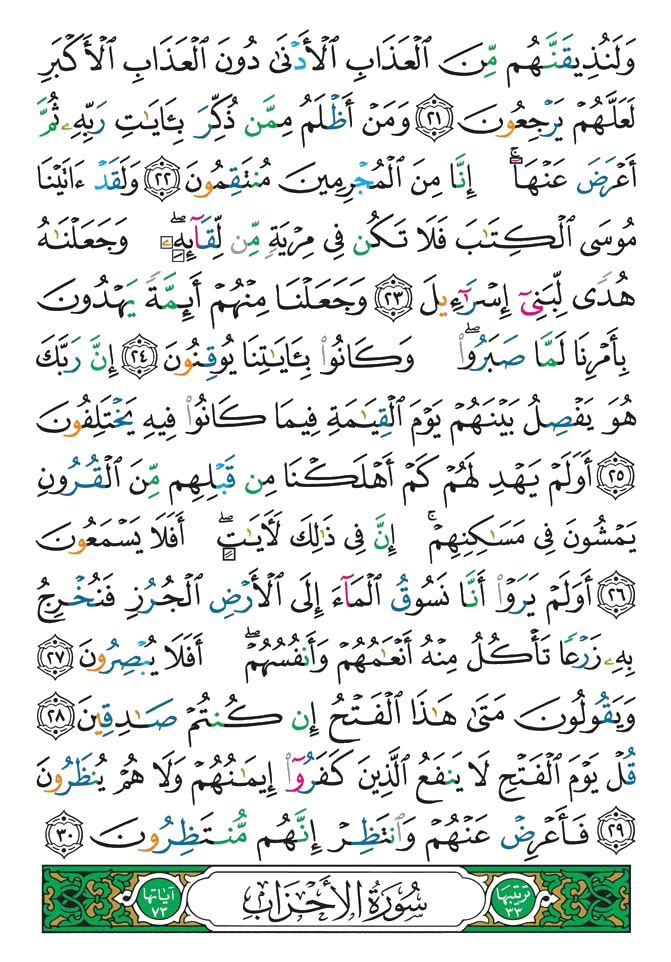 وَلَنُذِيقَنَّهُم مِّنَ ٱلْعَذَابِ ٱلْأَدْنَىٰ دُونَ ٱلْعَذَابِ ٱلْأَكْبَرِ
لَعَلَّهُمْ يَرْجِعُونَ ٢١ وَمَنْ أَظْلَمُ مِمَّن ذُكِّرَ بِـَٔايَـٰتِ رَبِّهِۦ ثُمَّ
أَعْرَضَ عَنْهَآ ۚ إِنَّا مِنَ ٱلْمُجْرِمِينَ مُنتَقِمُونَ ٢٢ وَلَقَدْ ءَاتَيْنَا
مُوسَى ٱلْكِتَـٰبَ فَلَا تَكُن فِى مِرْيَةٍ مِّن لِّقَآئِهِۦ ۖ وَجَعَلْنَـٰهُ
هُدًى لِّبَنِىٓ إِسْرَٰٓءِيلَ ٢٣ وَجَعَلْنَا مِنْهُمْ أَئِمَّةً يَهْدُونَ
بِأَمْرِنَا لَمَّا صَبَرُوا۟ ۖ وَكَانُوا۟ بِـَٔايَـٰتِنَا يُوقِنُونَ ٢٤ إِنَّ رَبَّكَ
هُوَ يَفْصِلُ بَيْنَهُمْ يَوْمَ ٱلْقِيَـٰمَةِ فِيمَا كَانُوا۟ فِيهِ يَخْتَلِفُونَ
٢٥ أَوَلَمْ يَهْدِ لَهُمْ كَمْ أَهْلَكْنَا مِن قَبْلِهِم مِّنَ ٱلْقُرُونِ
يَمْشُونَ فِى مَسَـٰكِنِهِمْ ۚ إِنَّ فِى ذَٰلِكَ لَـَٔايَـٰتٍ ۖ أَفَلَا يَسْمَعُونَ
٢٦ أَوَلَمْ يَرَوْا۟ أَنَّا نَسُوقُ ٱلْمَآءَ إِلَى ٱلْأَرْضِ ٱلْجُرُزِ فَنُخْرِجُ
بِهِۦ زَرْعًا تَأْكُلُ مِنْهُ أَنْعَـٰمُهُمْ وَأَنفُسُهُمْ ۖ أَفَلَا يُبْصِرُونَ ٢٧
وَيَقُولُونَ مَتَىٰ هَـٰذَا ٱلْفَتْحُ إِن كُنتُمْ صَـٰدِقِينَ ٢٨
قُلْ يَوْمَ ٱلْفَتْحِ لَا يَنفَعُ ٱلَّذِينَ كَفَرُوٓا۟ إِيمَـٰنُهُمْ وَلَا هُمْ يُنظَرُونَ
٢٩ فَأَعْرِضْ عَنْهُمْ وَٱنتَظِرْ إِنَّهُم مُّنتَظِرُونَ ٣٠
ترتيبها ٣٣ سُورَةُ الأَحْزَابِ آياتها ٧٣